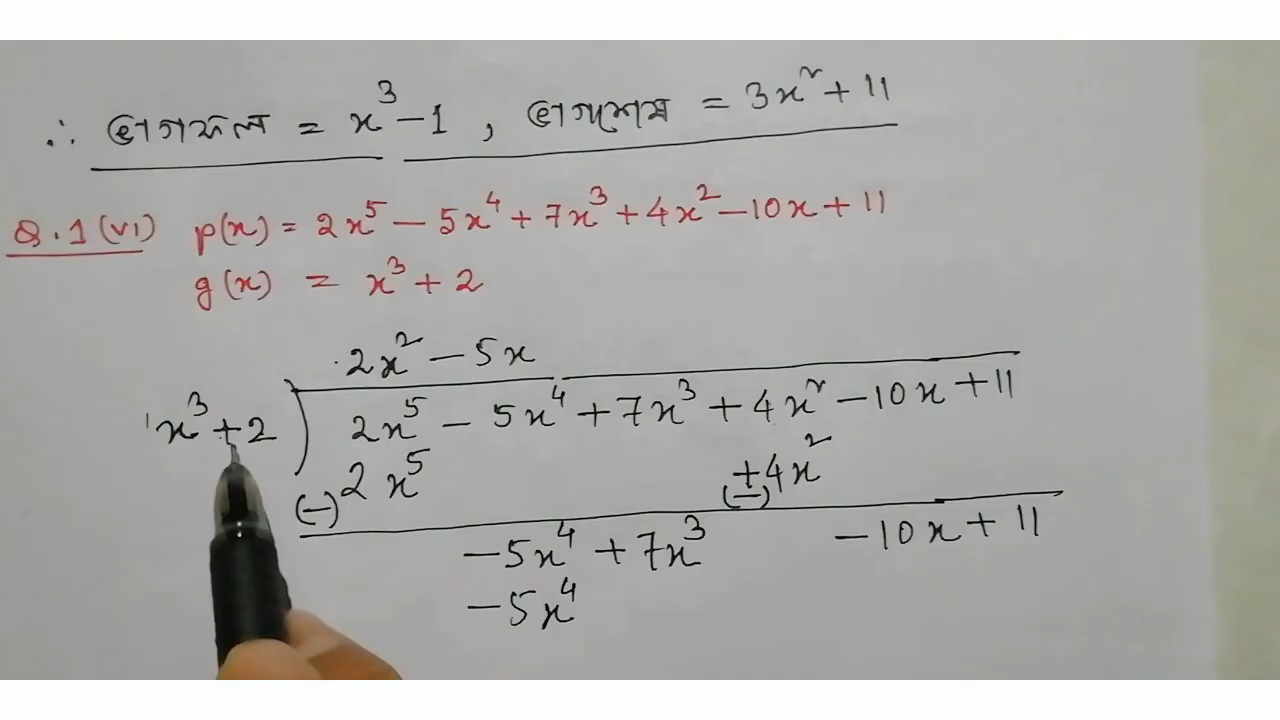 ∴ ভাগফল = x³ - 1 , ভাগশেষ = 3x² + 11
Q.1(vi) p(x) = 2x⁵ - 5x⁴ + 7x³ + 4x² - 10x + 11
g(x) = x³ + 2
2x² - 5x
x³ + 2 ) 2x⁵ - 5x⁴ + 7x³ + 4x² - 10x + 11
2x⁵ + 4x²
(-) (-)
-5x⁴ + 7x³ - 10x + 11
-5x⁴